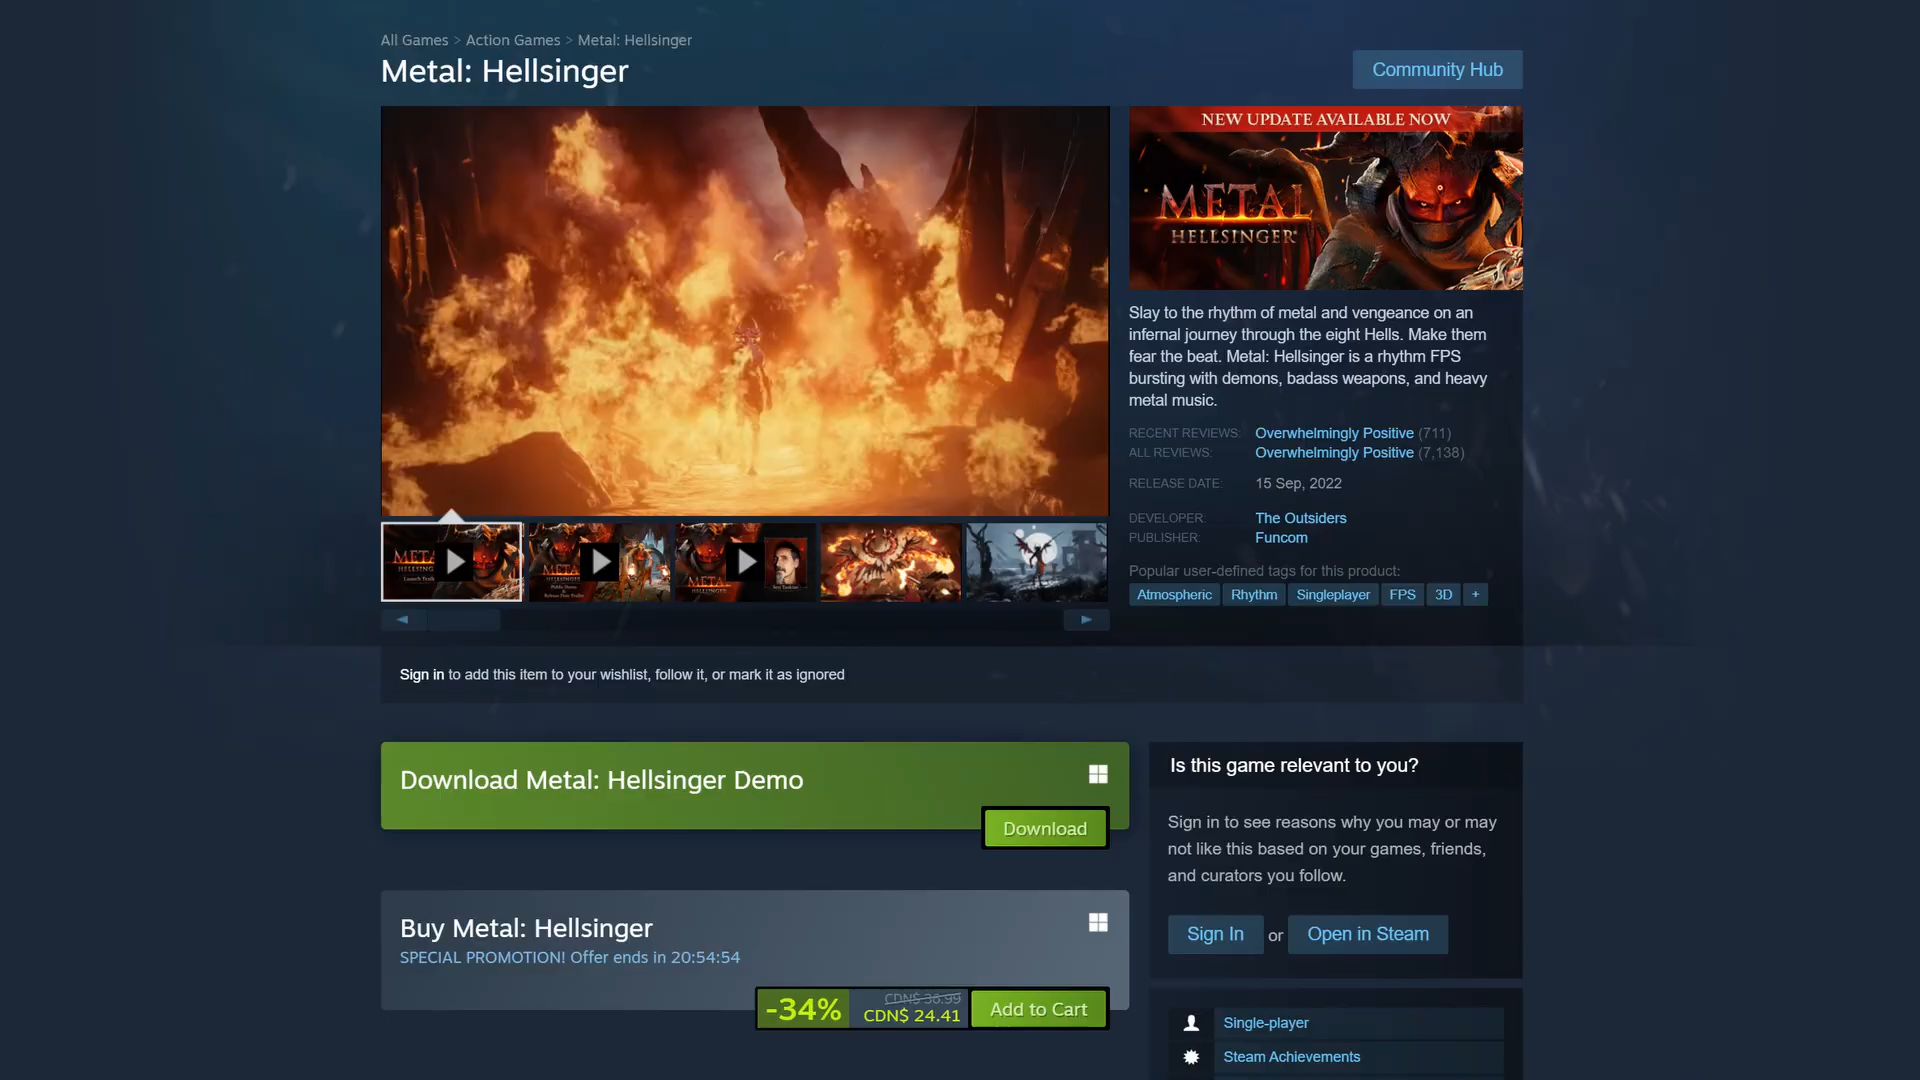 All Games > Action Games > Metal: Hellsinger
Metal: Hellsinger
Community Hub
NEW UPDATE AVAILABLE NOW
METAL
HELLSINGER
Slay to the rhythm of metal and vengeance on an
infernal journey through the eight Hells. Make them
fear the beat. Metal: Hellsinger is a rhythm FPS
bursting with demons, badass weapons, and heavy
metal music.
RECENT REVIEWS: Overwhelmingly Positive (711)
ALL REVIEWS: Overwhelmingly Positive (7,138)
RELEASE DATE: 15 Sep, 2022
DEVELOPER: The Outsiders
PUBLISHER: Funcom
Popular user-defined tags for this product:
Atmospheric Rhythm Singleplayer FPS 3D +
Sign in to add this item to your wishlist, follow it, or mark it as ignored
Download Metal: Hellsinger Demo
Download
Buy Metal: Hellsinger
SPECIAL PROMOTION! Offer ends in 20:54:54
-34% CDN$ 36.99 CDN$ 24.41 Add to Cart
Is this game relevant to you?
Sign in to see reasons why you may or may
not like this based on your games, friends,
and curators you follow.
Sign In or Open in Steam
Single-player
Steam Achievements